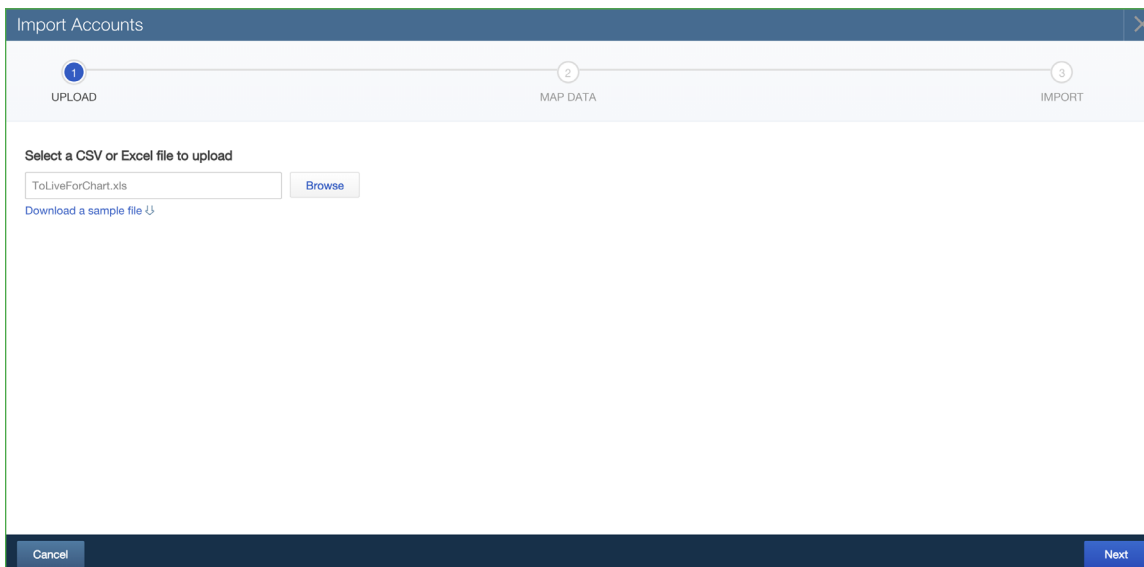 Import Accounts
1
2
3
UPLOAD
MAP DATA
IMPORT
Select a CSV or Excel file to upload
ToLiveForChart.xls
Browse
Download a sample file
Cancel
Next